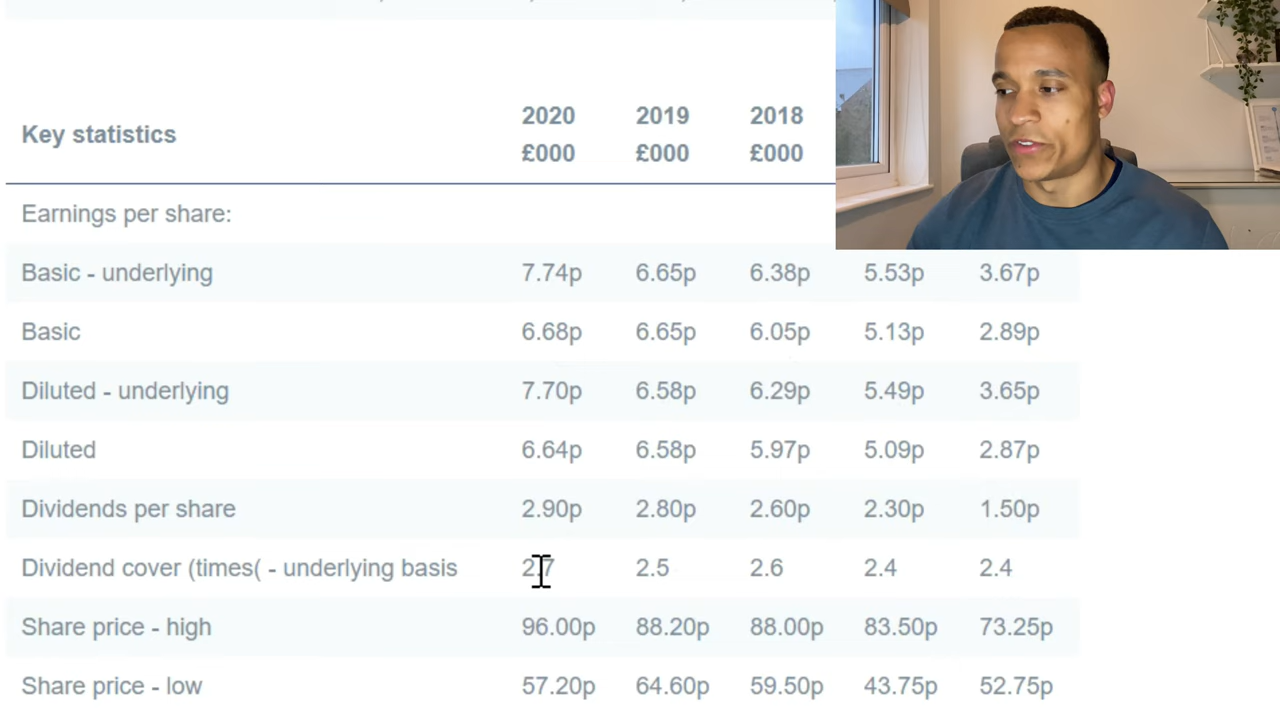 Key statistics 2020 2019 2018
£000 £000 £000
Earnings per share:
Basic - underlying 7.74p 6.65p 6.38p 5.53p 3.67p
Basic 6.68p 6.65p 6.05p 5.13p 2.89p
Diluted - underlying 7.70p 6.58p 6.29p 5.49p 3.65p
Diluted 6.64p 6.58p 5.97p 5.09p 2.87p
Dividends per share 2.90p 2.80p 2.60p 2.30p 1.50p
Dividend cover (times( - underlying basis 2.7 2.5 2.6 2.4 2.4
Share price - high 96.00p 88.20p 88.00p 83.50p 73.25p
Share price - low 57.20p 64.60p 59.50p 43.75p 52.75p